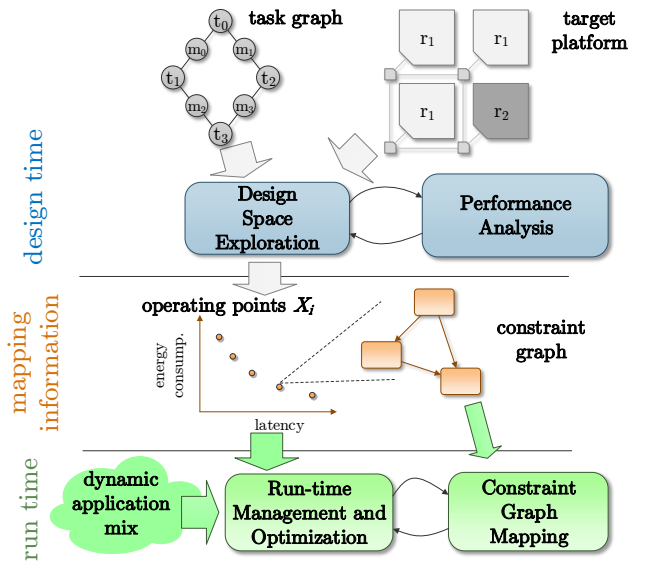 task graph
target
platform
t0
m0
m1
t1
t2
m2
m3
t3
r1
r1
r1
r2
design time
Design
Space
Exploration
Performance
Analysis
mapping
information
operating points Xi
energy
consump.
latency
constraint
graph
run time
dynamic
application
mix
Run-time
Management and
Optimization
Constraint
Graph
Mapping